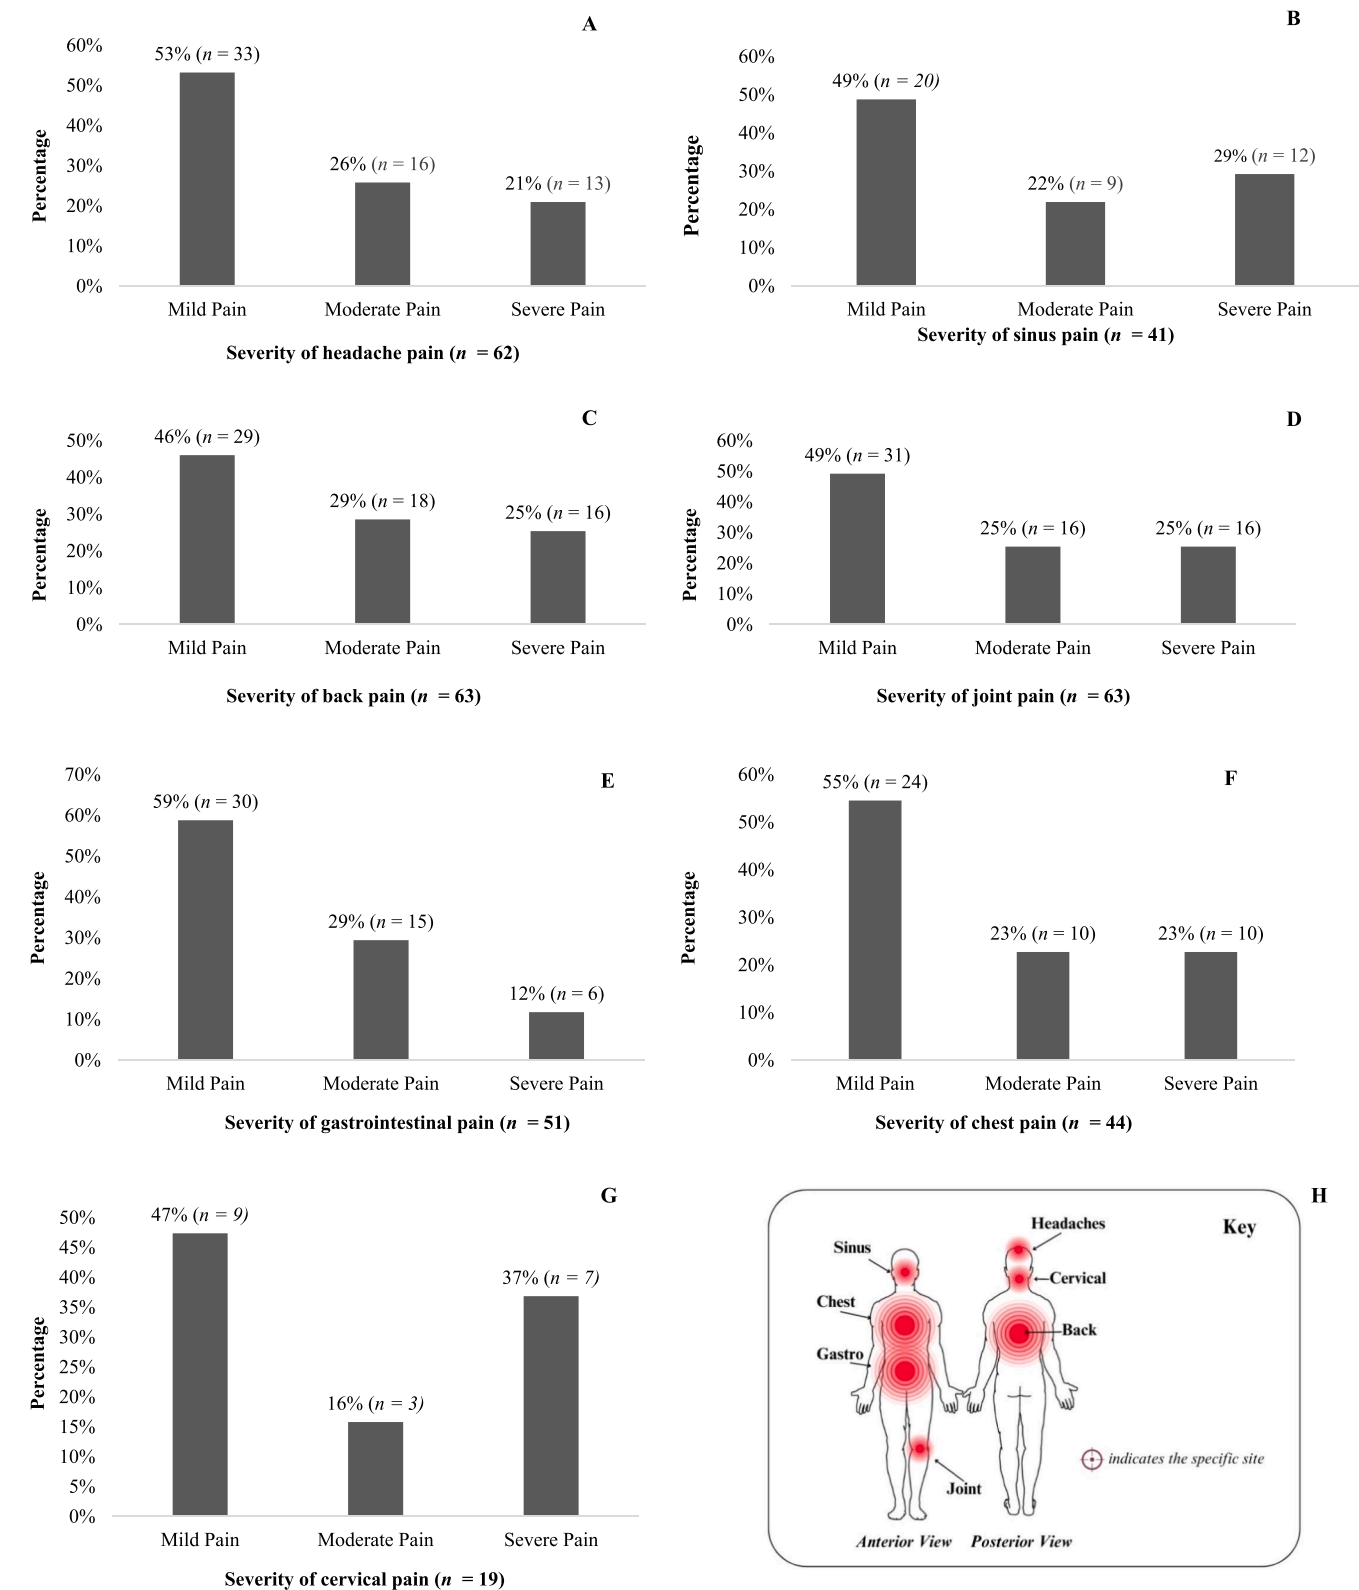 A
60%
50%
40%
30%
20%
10%
0%
Percentage
53% (n = 33)
26% (n = 16)
21% (n = 13)
Mild Pain
Moderate Pain
Severe Pain
Severity of headache pain (n = 62)
B
60%
50%
40%
30%
20%
10%
0%
Percentage
49% (n = 20)
22% (n = 9)
29% (n = 12)
Mild Pain
Moderate Pain
Severe Pain
Severity of sinus pain (n = 41)
C
50%
40%
30%
20%
10%
0%
Percentage
46% (n = 29)
29% (n = 18)
25% (n = 16)
Mild Pain
Moderate Pain
Severe Pain
Severity of back pain (n = 63)
D
60%
50%
40%
30%
20%
10%
0%
Percentage
49% (n = 31)
25% (n = 16)
25% (n = 16)
Mild Pain
Moderate Pain
Severe Pain
Severity of joint pain (n = 63)
E
70%
60%
50%
40%
30%
20%
10%
0%
Percentage
59% (n = 30)
29% (n = 15)
12% (n = 6)
Mild Pain
Moderate Pain
Severe Pain
Severity of gastrointestinal pain (n = 51)
F
60%
50%
40%
30%
20%
10%
0%
Percentage
55% (n = 24)
23% (n = 10)
23% (n = 10)
Mild Pain
Moderate Pain
Severe Pain
Severity of chest pain (n = 44)
G
50%
45%
40%
35%
30%
25%
20%
15%
10%
5%
0%
Percentage
47% (n = 9)
16% (n = 3)
37% (n = 7)
Mild Pain
Moderate Pain
Severe Pain
Severity of cervical pain (n = 19)
H
Key
Headaches
Sinus
Cervical
Chest
Back
Gastro
indicates the specific site
Joint
Anterior View
Posterior View